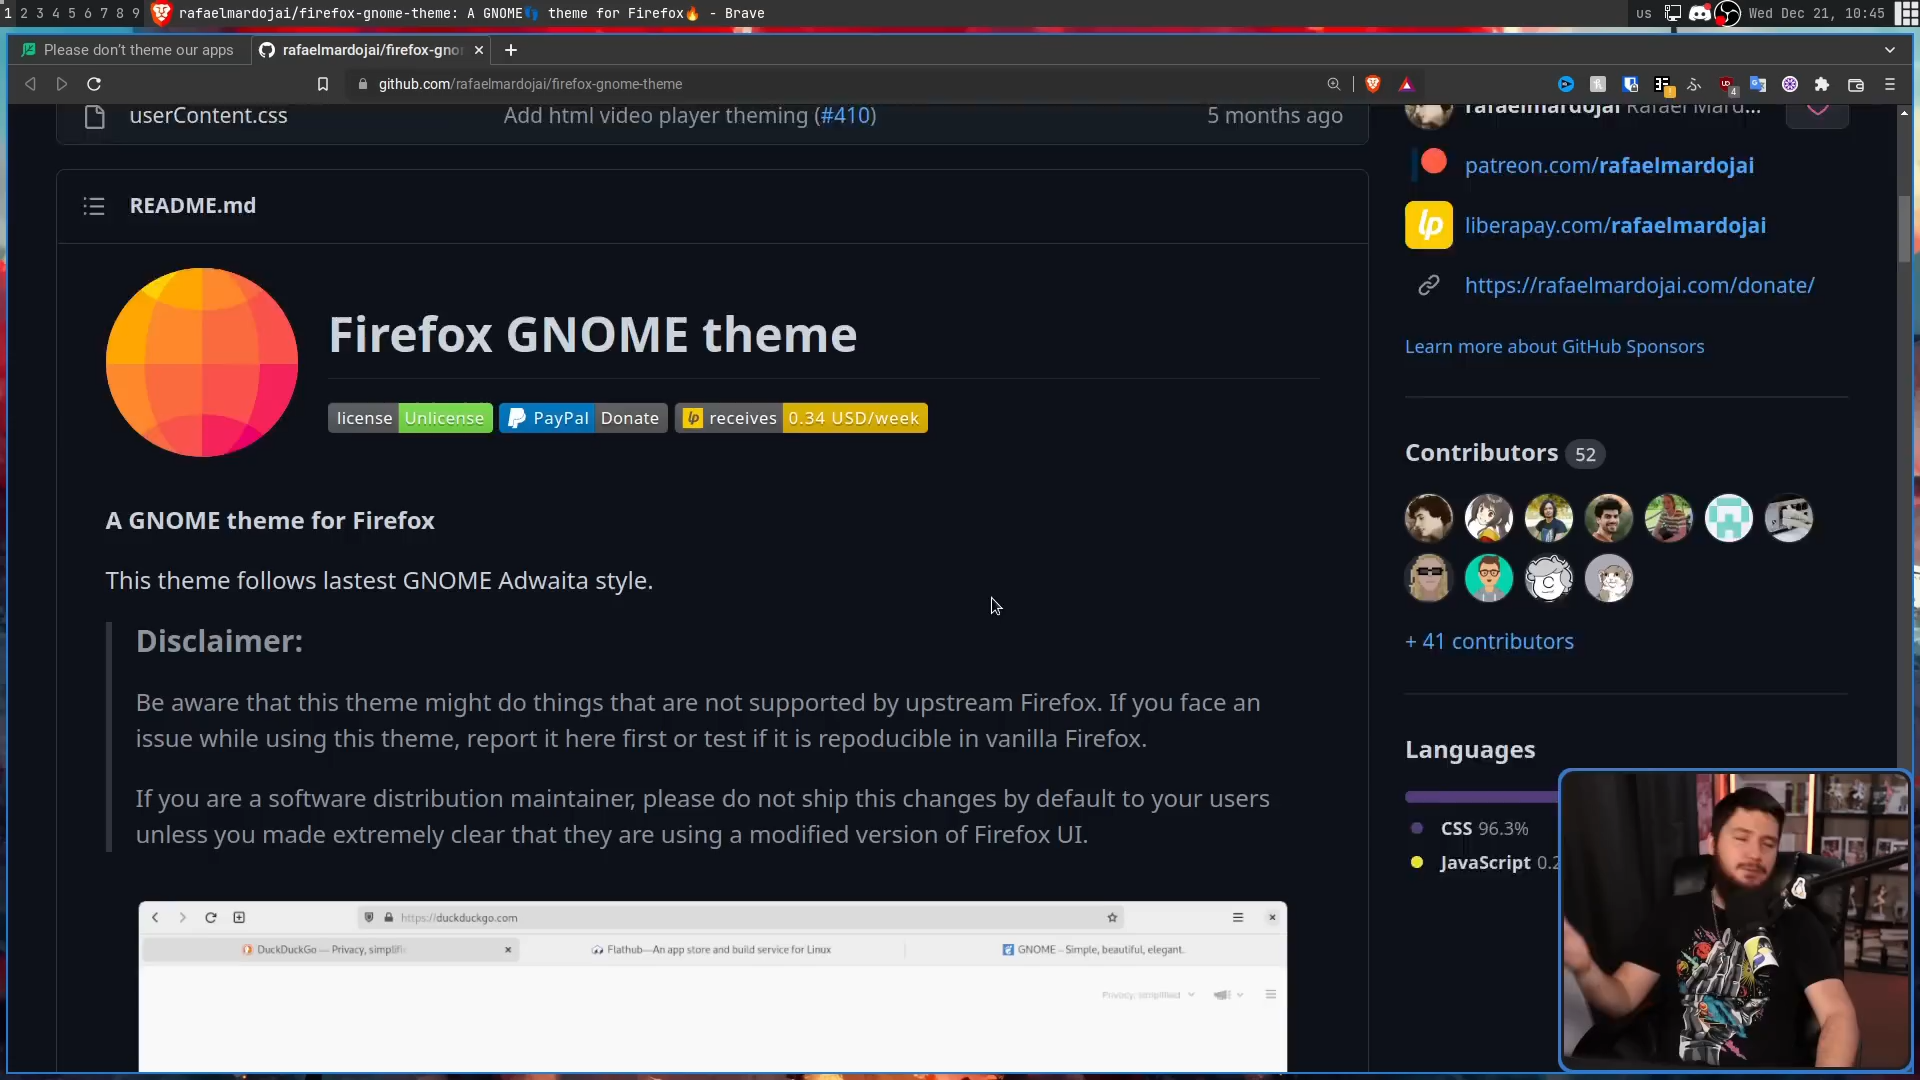 1 2 3 4 5 6 7 8 9 rafaelmardojai/firefox-gnome-theme: A GNOME👣 theme for Firefox🔥 - Brave
us Wed Dec 21, 10:45
Please don't theme our apps
rafaelmardojai/firefox-gno
github.com/rafaelmardojai/firefox-gnome-theme
userContent.css Add html video player theming (#410) 5 months ago
rafaelmardojai Rafael Mard...
patreon.com/rafaelmardojai
README.md
lp liberapay.com/rafaelmardojai
https://rafaelmardojai.com/donate/
Firefox GNOME theme
Learn more about GitHub Sponsors
license Unlicense PayPal Donate lp receives 0.34 USD/week
Contributors 52
A GNOME theme for Firefox
This theme follows lastest GNOME Adwaita style.
Disclaimer:
+ 41 contributors
Be aware that this theme might do things that are not supported by upstream Firefox. If you face an
issue while using this theme, report it here first or test if it is repoducible in vanilla Firefox.
Languages
If you are a software distribution maintainer, please do not ship this changes by default to your users
unless you made extremely clear that they are using a modified version of Firefox UI.
CSS 96.3%
JavaScript 0.2
https://duckduckgo.com
DuckDuckGo — Privacy, simplifi
Flathub—An app store and build service for Linux
GNOME – Simple, beautiful, elegant.
Privacy, simplified